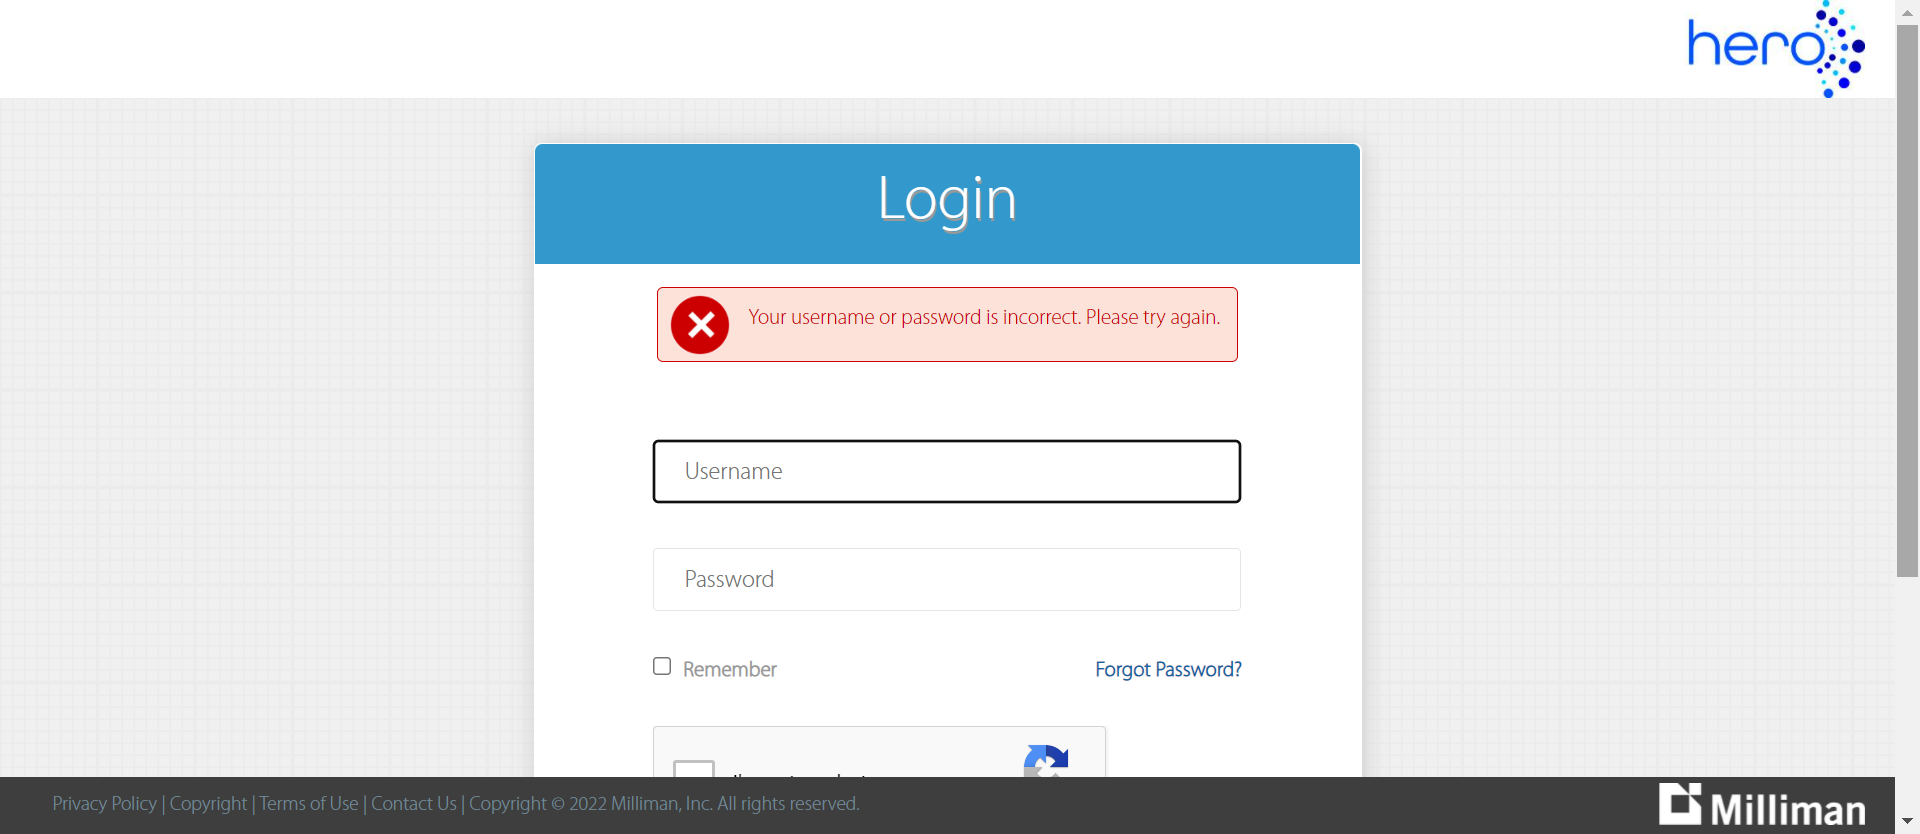 hero
Login
Your username or password is incorrect. Please try again.
Username
Password
Remember
Forgot Password?
Privacy Policy | Copyright | Terms of Use | Contact Us | Copyright © 2022 Milliman, Inc. All rights reserved.
Milliman